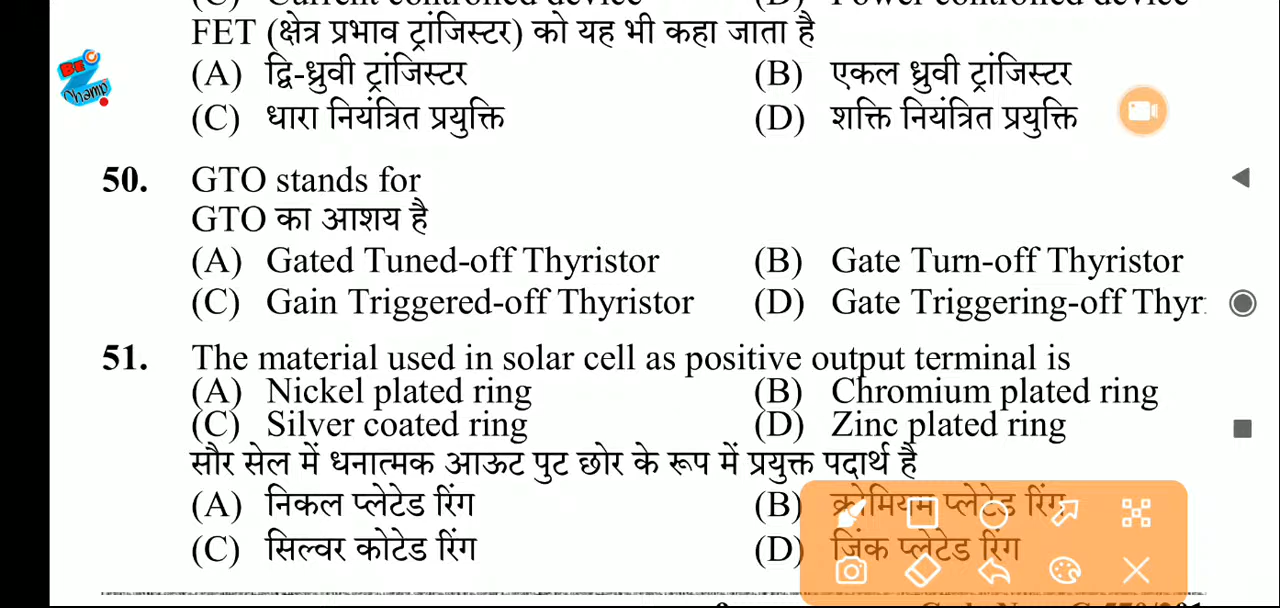 FET (क्षेत्र प्रभाव ट्रांजिस्टर) को यह भी कहा जाता है
(A) द्वि-ध्रुवी ट्रांजिस्टर (B) एकल ध्रुवी ट्रांजिस्टर
(C) धारा नियंत्रित प्रयुक्ति (D) शक्ति नियंत्रित प्रयुक्ति
BE
Champ
50. GTO stands for
GTO का आशय है
(A) Gated Tuned-off Thyristor (B) Gate Turn-off Thyristor
(C) Gain Triggered-off Thyristor (D) Gate Triggering-off Thyr
51. The material used in solar cell as positive output terminal is
(A) Nickel plated ring (B) Chromium plated ring
(C) Silver coated ring (D) Zinc plated ring
सौर सेल में धनात्मक आऊट पुट छोर के रूप में प्रयुक्त पदार्थ है
(A) निकल प्लेटेड रिंग (B) क्रोमियम प्लेटेड रिंग
(C) सिल्वर कोटेड रिंग (D) जिंक प्लेटेड रिंग